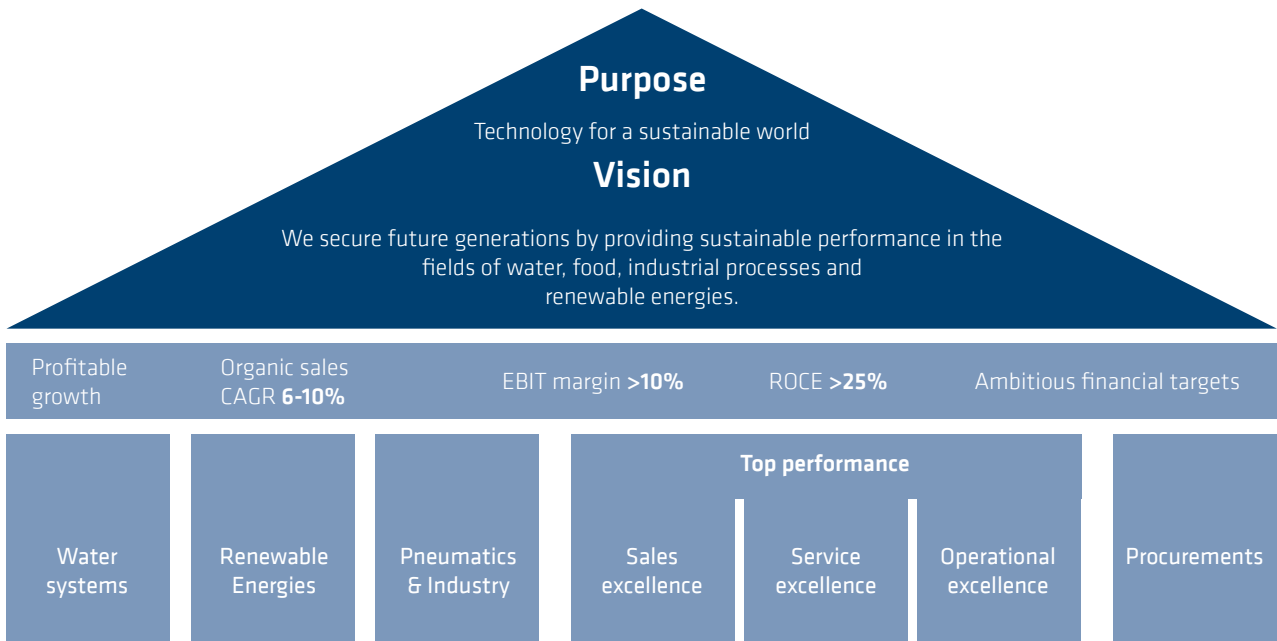 Purpose
Technology for a sustainable world
Vision
We secure future generations by providing sustainable performance in the
fields of water, food, industrial processes and
renewable energies.
Profitable
growth
Organic sales
CAGR 6-10%
EBIT margin >10%
ROCE >25%
Ambitious financial targets
Top performance
Water
systems
Renewable
Energies
Pneumatics
& Industry
Sales
excellence
Service
excellence
Operational
excellence
Procurements